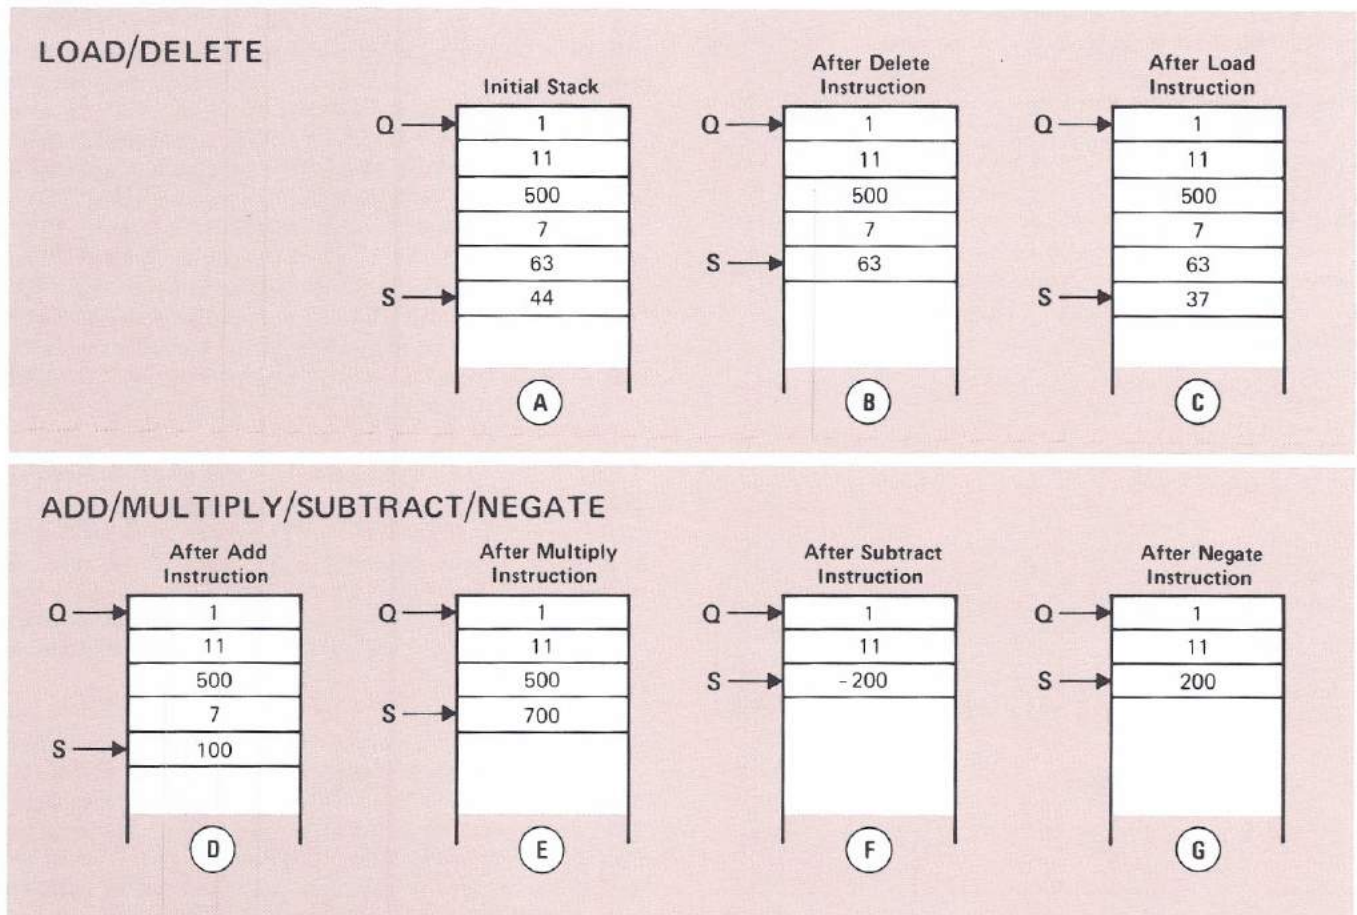 LOAD/DELETE
Initial Stack
Q
1
11
500
7
63
S
44
A
After Delete
Instruction
Q
1
11
500
7
S
63
B
After Load
Instruction
Q
1
11
500
7
63
S
37
C
ADD/MULTIPLY/SUBTRACT/NEGATE
After Add
Instruction
Q
1
11
500
7
S
100
D
After Multiply
Instruction
Q
1
11
500
S
700
E
After Subtract
Instruction
Q
1
11
S
-200
F
After Negate
Instruction
Q
1
11
S
200
G